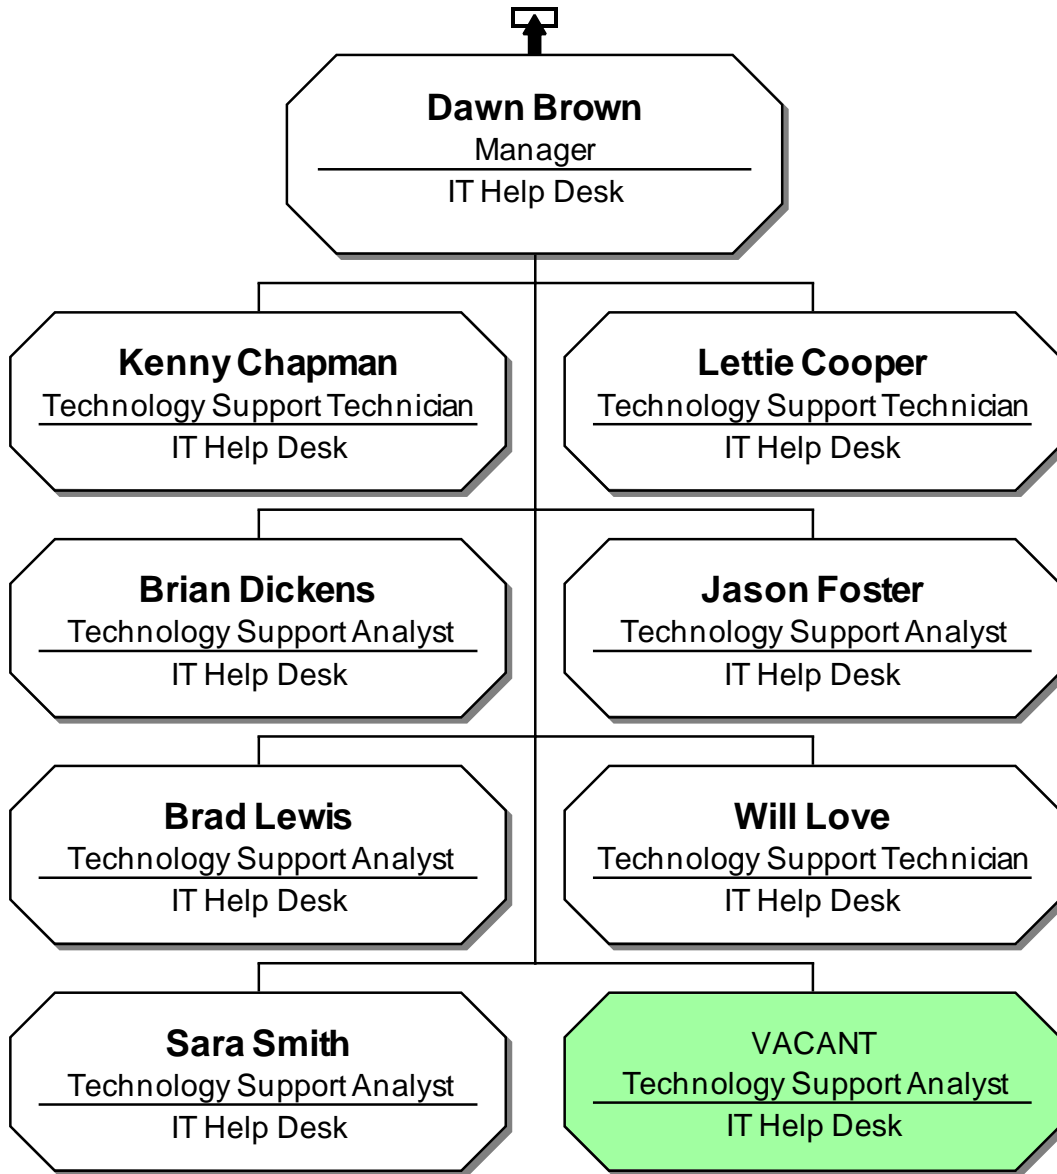 Dawn Brown
Manager
IT Help Desk
Kenny Chapman
Technology Support Technician
IT Help Desk
Lettie Cooper
Technology Support Technician
IT Help Desk
Brian Dickens
Technology Support Analyst
IT Help Desk
Jason Foster
Technology Support Analyst
IT Help Desk
Brad Lewis
Technology Support Analyst
IT Help Desk
Will Love
Technology Support Technician
IT Help Desk
Sara Smith
Technology Support Analyst
IT Help Desk
VACANT
Technology Support Analyst
IT Help Desk